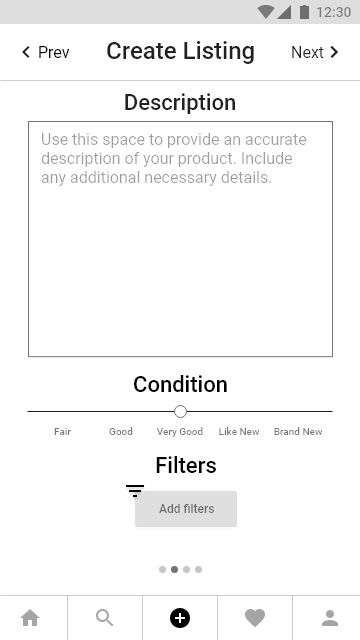 12:30
Prev Create Listing Next
Description
Use this space to provide an accurate
description of your product. Include
any additional necessary details.
Condition
Fair Good Very Good Like New Brand New
Filters
Add filters